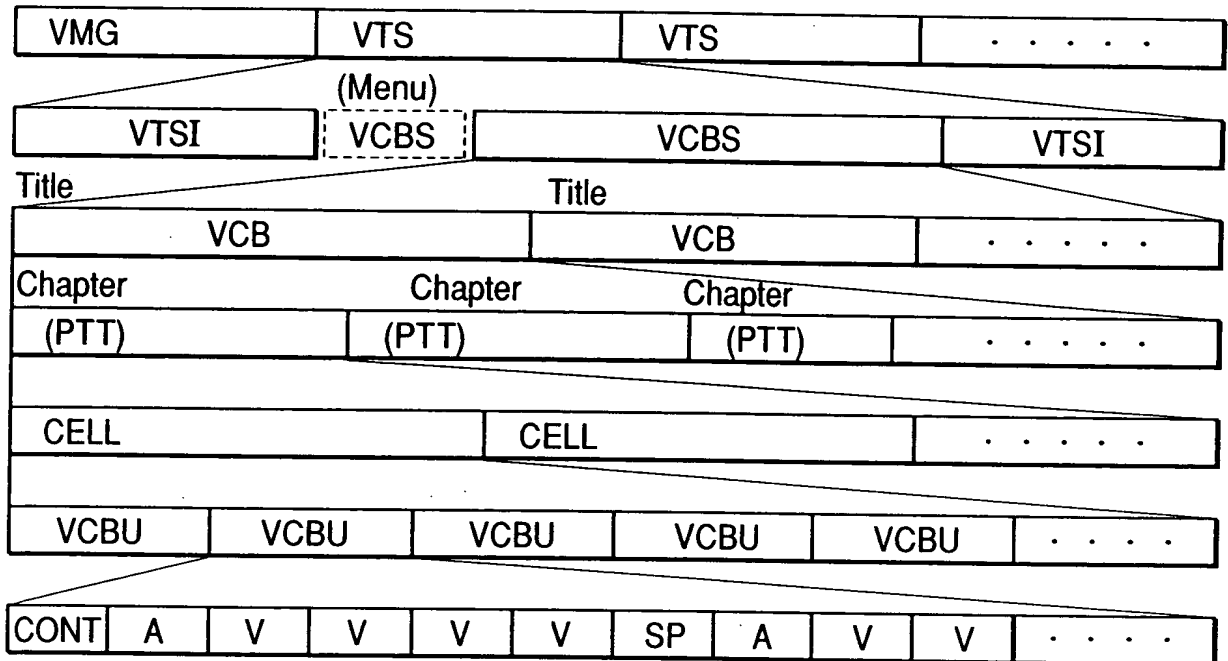 VMG VTS VTS . . . . .
(Menu)
VTSI VCBS VCBS VTSI
Title Title
VCB VCB . . . . .
Chapter Chapter Chapter
(PTT) (PTT) (PTT) . . . . .
CELL CELL . . . . .
VCBU VCBU VCBU VCBU VCBU . . . .
CONT A V V V V SP A V V . . . .